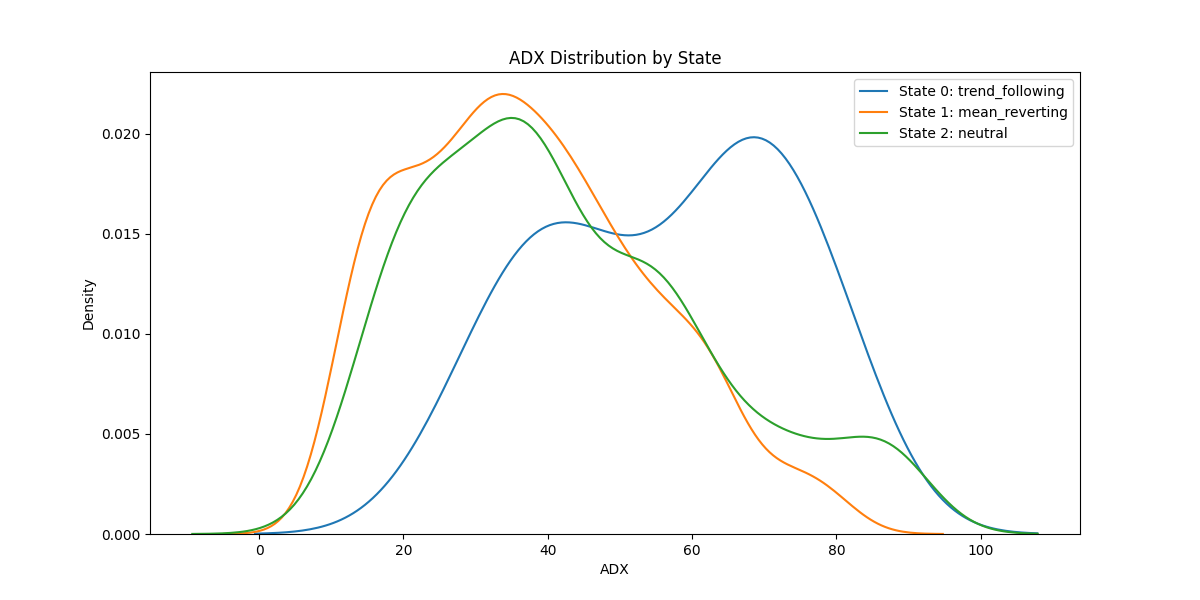 ADX Distribution by State
State 0: trend_following
State 1: mean_reverting
State 2: neutral
Density
0.020
0.015
0.010
0.005
0.000
0
20
40
60
80
100
ADX